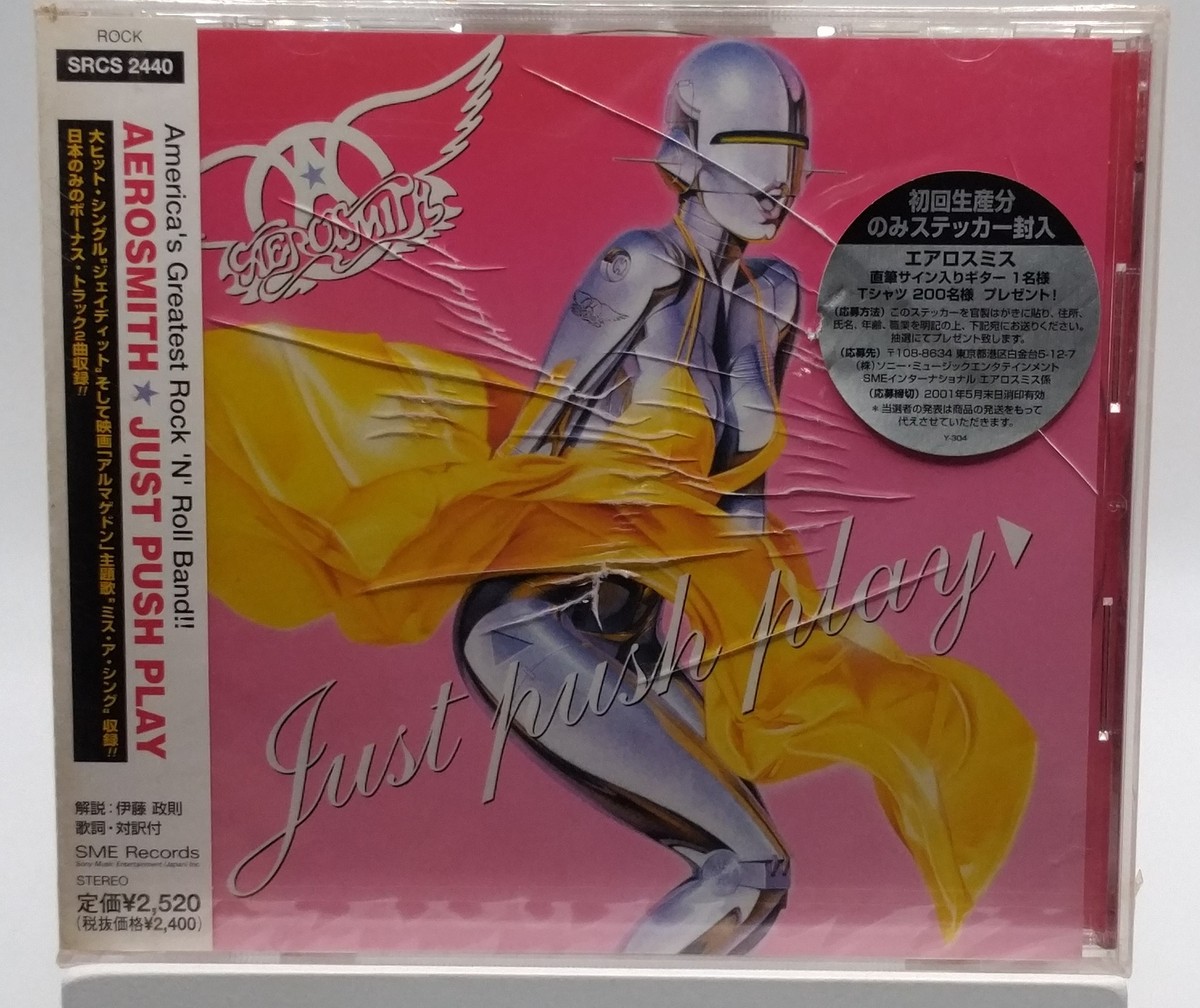 ROCK
SRCS 2440
America's Greatest Rock 'N' Roll Band!!
AEROSMITH ★ JUST PUSH PLAY
大ヒット・シングル"ジェイディッド"そして映画「アルマゲドン」主題歌"ミス・ア・シング"収録!!
日本のみのボーナス・トラック2曲収録!!
解説:伊藤 政則
歌詞・対訳付
SME Records
Sony Music Entertainment (Japan) Inc.
STEREO
定価¥2,520
(税抜価格¥2,400)
AEROSMITH
Just push play
初回生産分
のみステッカー封入
エアロスミス
直筆サイン入りギター 1名様
Tシャツ 200名様 プレゼント!
(応募方法) このステッカーを官製はがきに貼り、住所、
氏名、年齢、職業を明記の上、下記宛にお送りください。
抽選にてプレゼント致します。
(応募先) 〒108-8634 東京都港区白金台5-12-7
(株)ソニー・ミュージックエンタテインメント
SMEインターナショナル エアロスミス係
(応募締切) 2001年5月末日消印有効
*当選者の発表は商品の発送をもって
代えさせていただきます。
Y-304